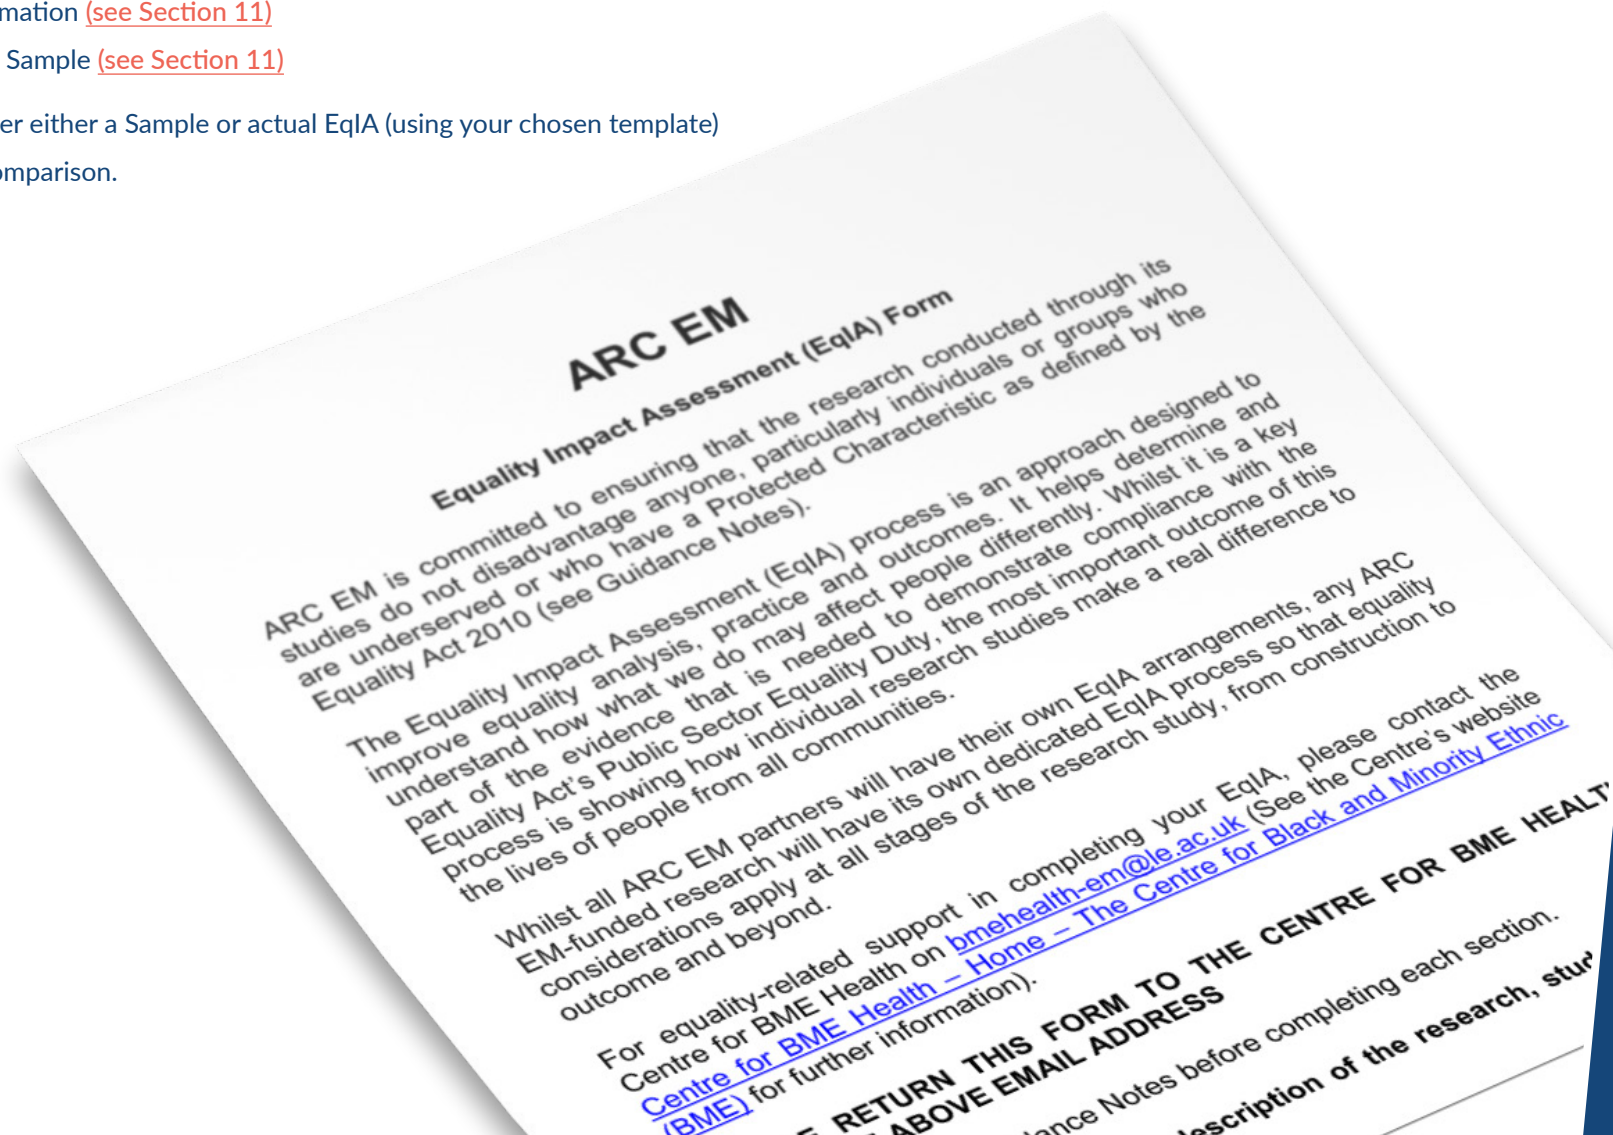 mation (see Section 11)
Sample (see Section 11)
er either a Sample or actual EqIA (using your chosen template)
omparison.
ARC EM
Equality Impact Assessment (EqIA) Form
ARC EM is committed to ensuring that the research conducted through its
studies do not disadvantage anyone, particularly individuals or groups who
are underserved or who have a Protected Characteristic as defined by the
Equality Act 2010 (see Guidance Notes).
The Equality Impact Assessment (EqIA) process is an approach designed to
improve equality analysis, practice and outcomes. It helps determine and
understand how what we do may affect people differently. Whilst it is a key
part of the evidence that is needed to demonstrate compliance with the
Equality Act's Public Sector Equality Duty, the most important outcome of this
process is showing how individual research studies make a real difference to
the lives of people from all communities.
Whilst all ARC EM partners will have their own EqIA arrangements, any ARC
EM-funded research will have its own dedicated EqIA process so that equality
considerations apply at all stages of the research study, from construction to
outcome and beyond.
For equality-related support in completing your EqIA, please contact the
Centre for BME Health on bmehealth-em@le.ac.uk (See the Centre's website
Centre for BME Health – Home – The Centre for Black and Minority Ethnic
(BME) for further information).
E RETURN THIS FORM TO THE CENTRE FOR BME HEALTH
ABOVE EMAIL ADDRESS
ance Notes before completing each section.
escription of the research, stud